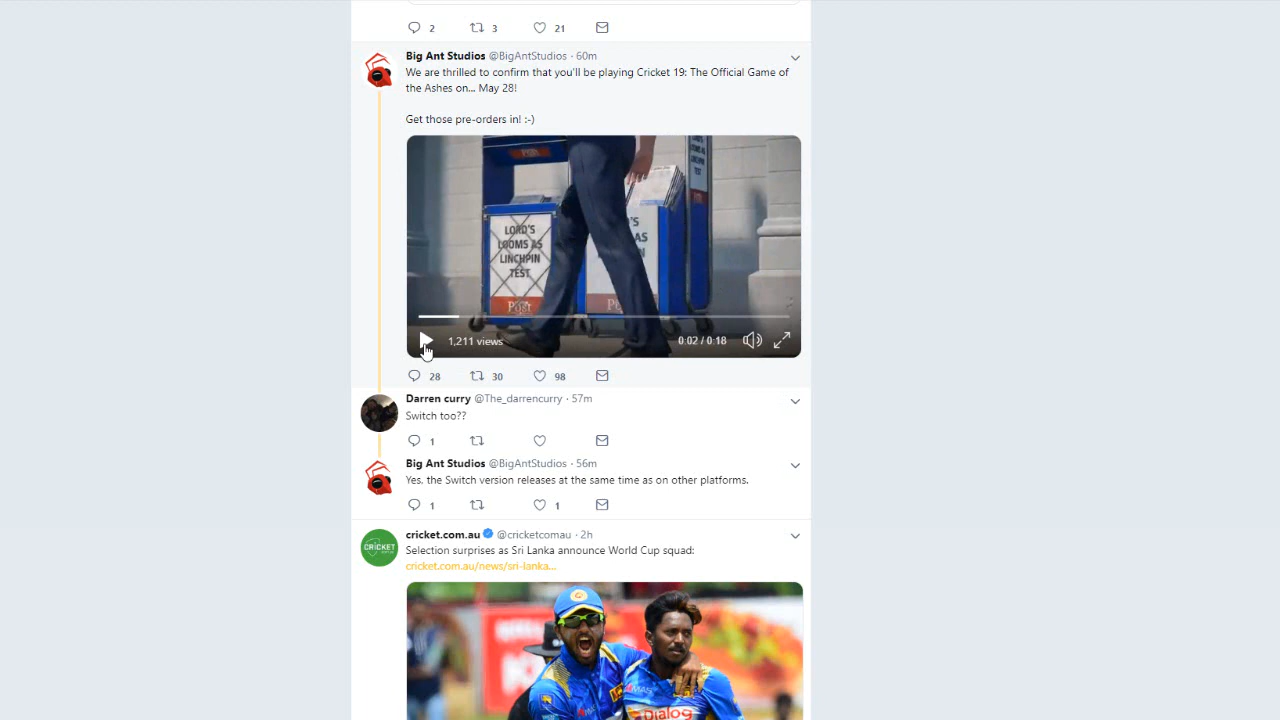 2 3 21
Big Ant Studios @BigAntStudios · 60m
We are thrilled to confirm that you'll be playing Cricket 19: The Official Game of
the Ashes on... May 28!
Get those pre-orders in! :-)
LORD'S
LOOMS AS
LINCHPIN
TEST
Post
1,211 views 0:02 / 0:18
28 30 98
Darren curry @The_darrencurry · 57m
Switch too??
1
Big Ant Studios @BigAntStudios · 56m
Yes, the Switch version releases at the same time as on other platforms.
1 1
CRICKET
cricket.com.au @cricketcomau · 2h
Selection surprises as Sri Lanka announce World Cup squad:
cricket.com.au/news/sri-lanka...
Dialog